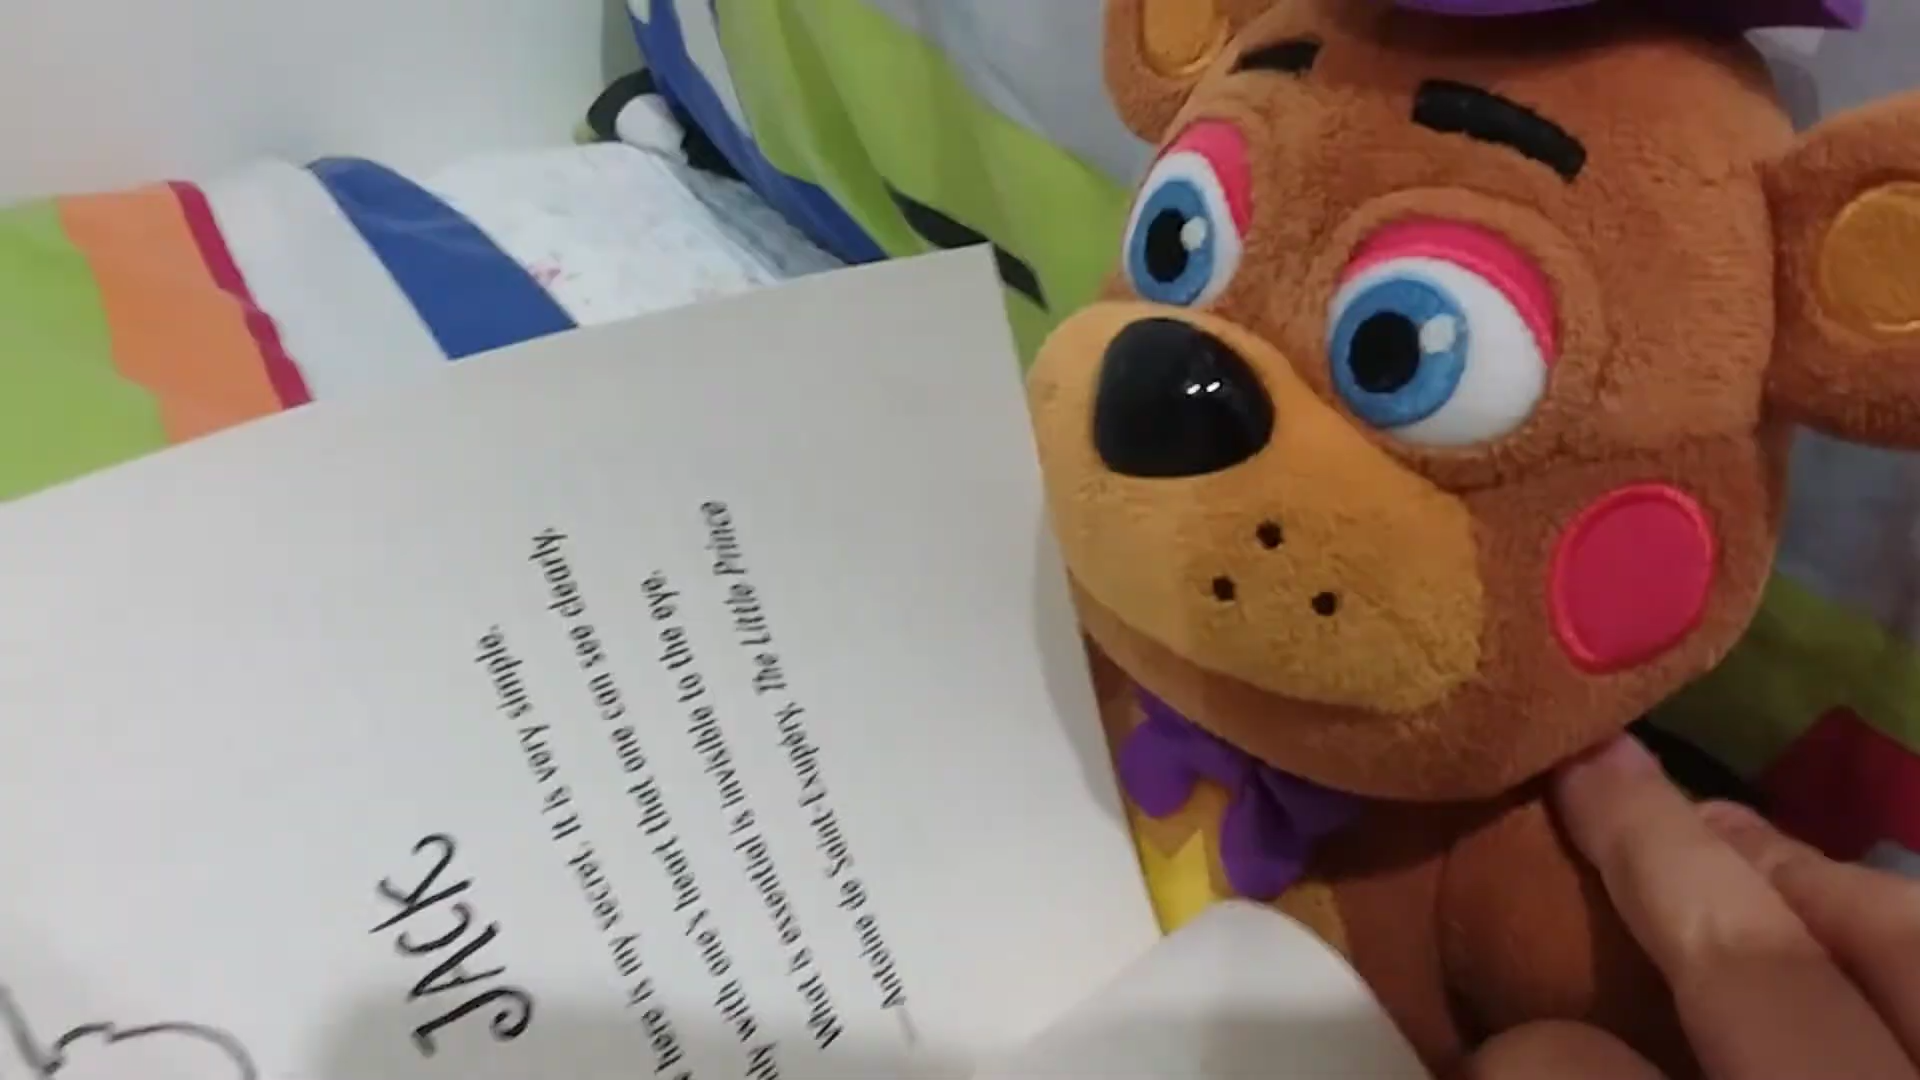 JACK
here is my secret. It is very simple.
with one's heart that one can see clearly.
What is essential is invisible to the eye.
—Antoine de Saint-Exupéry, The Little Prince